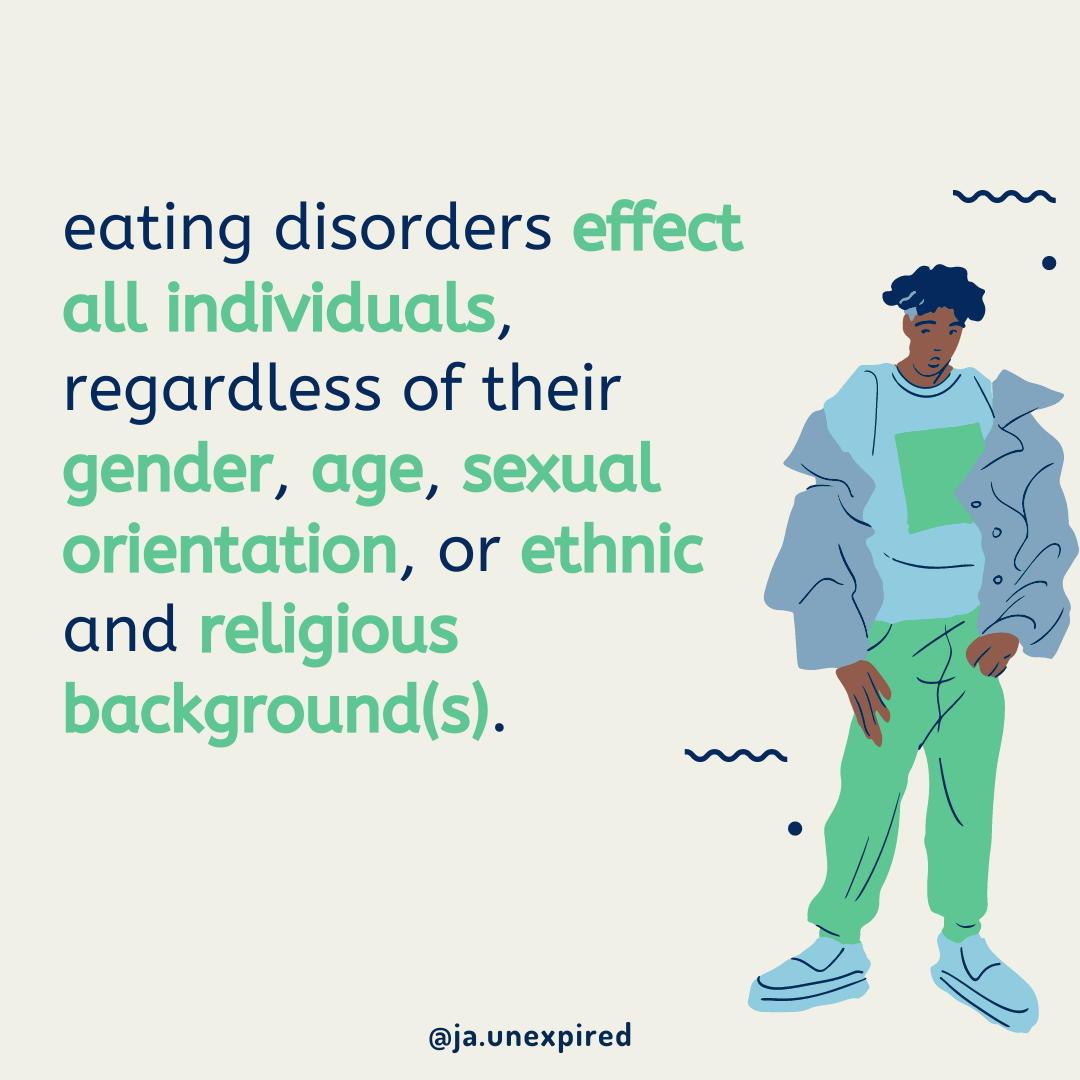 eating disorders effect
all individuals,
regardless of their
gender, age, sexual
orientation, or ethnic
and religious
background(s).
@ja.unexpired